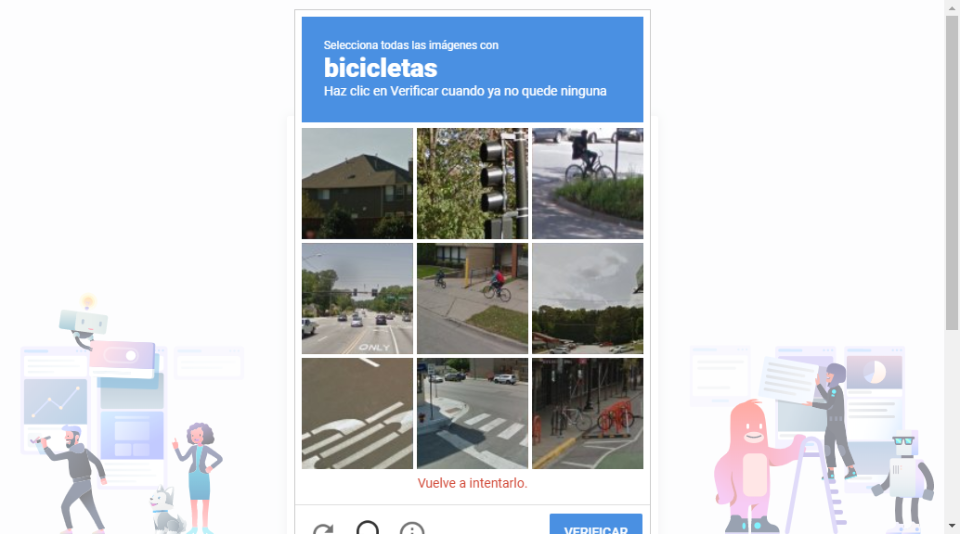 Selecciona todas las imágenes con
bicicletas
Haz clic en Verificar cuando ya no quede ninguna
ONLY
Vuelve a intentarlo.
VERIFICAR